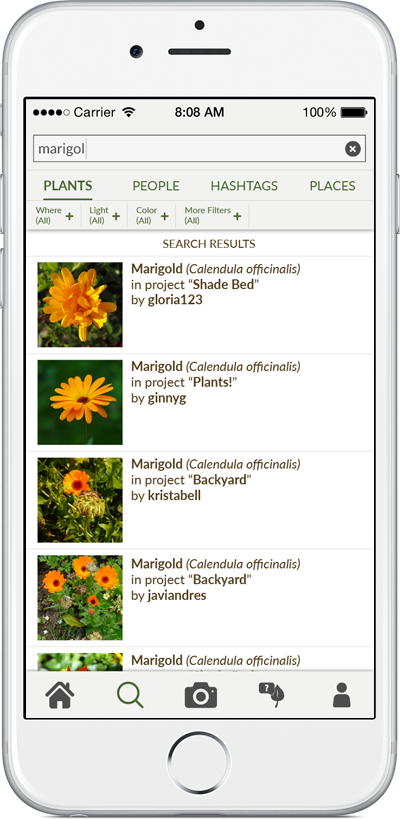 Carrier 8:08 AM 100%
marigol
PLANTS PEOPLE HASHTAGS PLACES
Where (All) + Light (All) + Color (All) + More Filters (All) +
SEARCH RESULTS
Marigold (Calendula officinalis)
in project “Shade Bed”
by gloria123
Marigold (Calendula officinalis)
in project “Plants!”
by ginnyg
Marigold (Calendula officinalis)
in project “Backyard”
by kristabell
Marigold (Calendula officinalis)
in project “Backyard”
by javiandres
Marigold (Calendula officinalis)
?